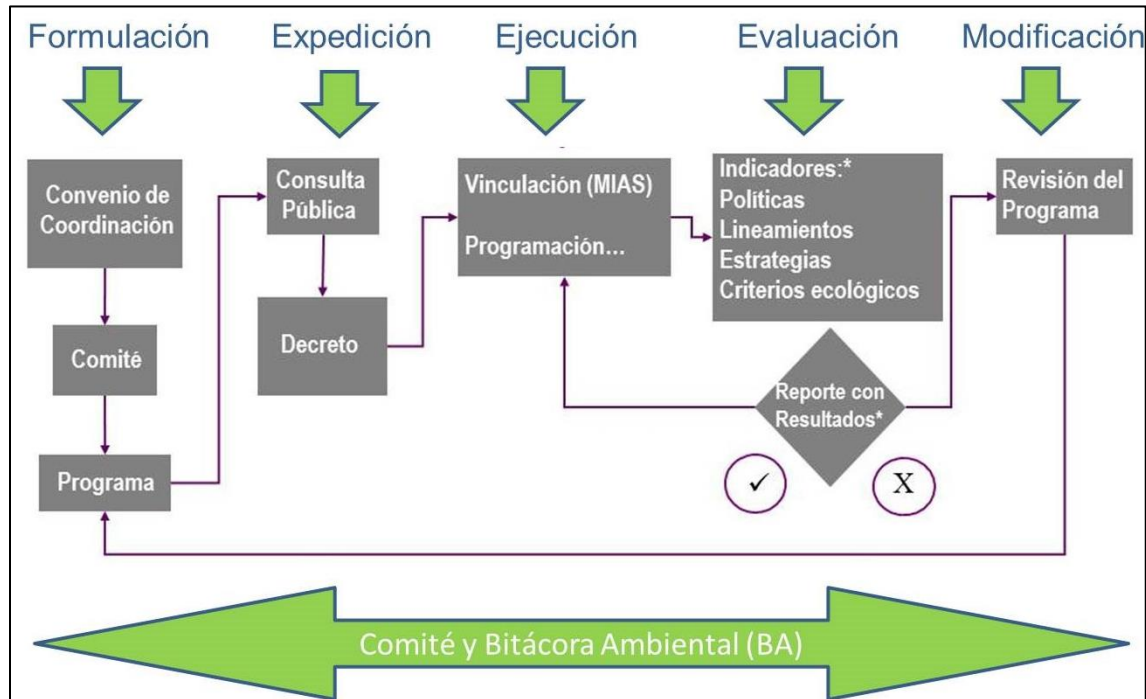 Formulación
Expedición
Ejecución
Evaluación
Modificación
Convenio de
Coordinación
Comité
Programa
Consulta
Pública
Decreto
Vinculación (MIAS)
Programación...
Indicadores:*
Políticas
Lineamientos
Estrategias
Criterios ecológicos
Reporte con
Resultados*
✓
X
Revisión del
Programa
Comité y Bitácora Ambiental (BA)